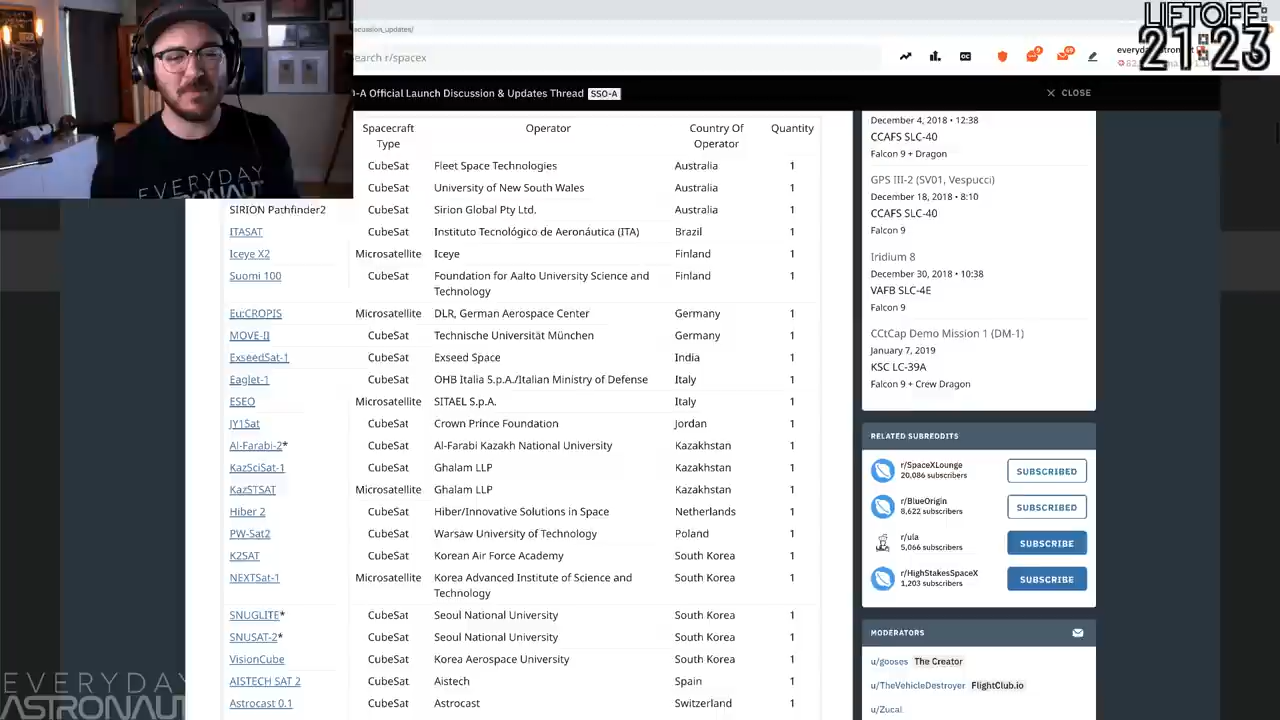 LIFTOFF:
21:23
scussion_updates/
earch r/spacex
-A Official Launch Discussion & Updates Thread SSO-A
CLOSE
EVERYDAY
ASTRONAUT
Spacecraft Type Operator Country Of Operator Quantity
CubeSat Fleet Space Technologies Australia 1
CubeSat University of New South Wales Australia 1
SIRION Pathfinder2 CubeSat Sirion Global Pty Ltd. Australia 1
ITASAT CubeSat Instituto Tecnológico de Aeronáutica (ITA) Brazil 1
Iceye X2 Microsatellite Iceye Finland 1
Suomi 100 CubeSat Foundation for Aalto University Science and Technology Finland 1
Eu:CROPIS Microsatellite DLR, German Aerospace Center Germany 1
MOVE-II CubeSat Technische Universität München Germany 1
ExseedSat-1 CubeSat Exseed Space India 1
Eaglet-1 CubeSat OHB Italia S.p.A./Italian Ministry of Defense Italy 1
ESEO Microsatellite SITAEL S.p.A. Italy 1
JY1Sat CubeSat Crown Prince Foundation Jordan 1
Al-Farabi-2* CubeSat Al-Farabi Kazakh National University Kazakhstan 1
KazSciSat-1 CubeSat Ghalam LLP Kazakhstan 1
KazSTSAT Microsatellite Ghalam LLP Kazakhstan 1
Hiber 2 CubeSat Hiber/Innovative Solutions in Space Netherlands 1
PW-Sat2 CubeSat Warsaw University of Technology Poland 1
K2SAT CubeSat Korean Air Force Academy South Korea 1
NEXTSat-1 Microsatellite Korea Advanced Institute of Science and Technology South Korea 1
SNUGLITE* CubeSat Seoul National University South Korea 1
SNUSAT-2* CubeSat Seoul National University South Korea 1
VisionCube CubeSat Korea Aerospace University South Korea 1
AISTECH SAT 2 CubeSat Aistech Spain 1
Astrocast 0.1 CubeSat Astrocast Switzerland 1
December 4, 2018 • 12:38
CCAFS SLC-40
Falcon 9 + Dragon
GPS III-2 (SV01, Vespucci)
December 18, 2018 • 8:10
CCAFS SLC-40
Falcon 9
Iridium 8
December 30, 2018 • 10:38
VAFB SLC-4E
Falcon 9
CCtCap Demo Mission 1 (DM-1)
January 7, 2019
KSC LC-39A
Falcon 9 + Crew Dragon
RELATED SUBREDDITS
r/SpaceXLounge
20,086 subscribers
SUBSCRIBED
r/BlueOrigin
8,622 subscribers
SUBSCRIBED
r/ula
5,066 subscribers
SUBSCRIBE
r/HighStakesSpaceX
1,203 subscribers
SUBSCRIBE
MODERATORS
u/gooses The Creator
u/TheVehicleDestroyer FlightClub.io
u/Zucal
EVERYDAY
ASTRONAUT